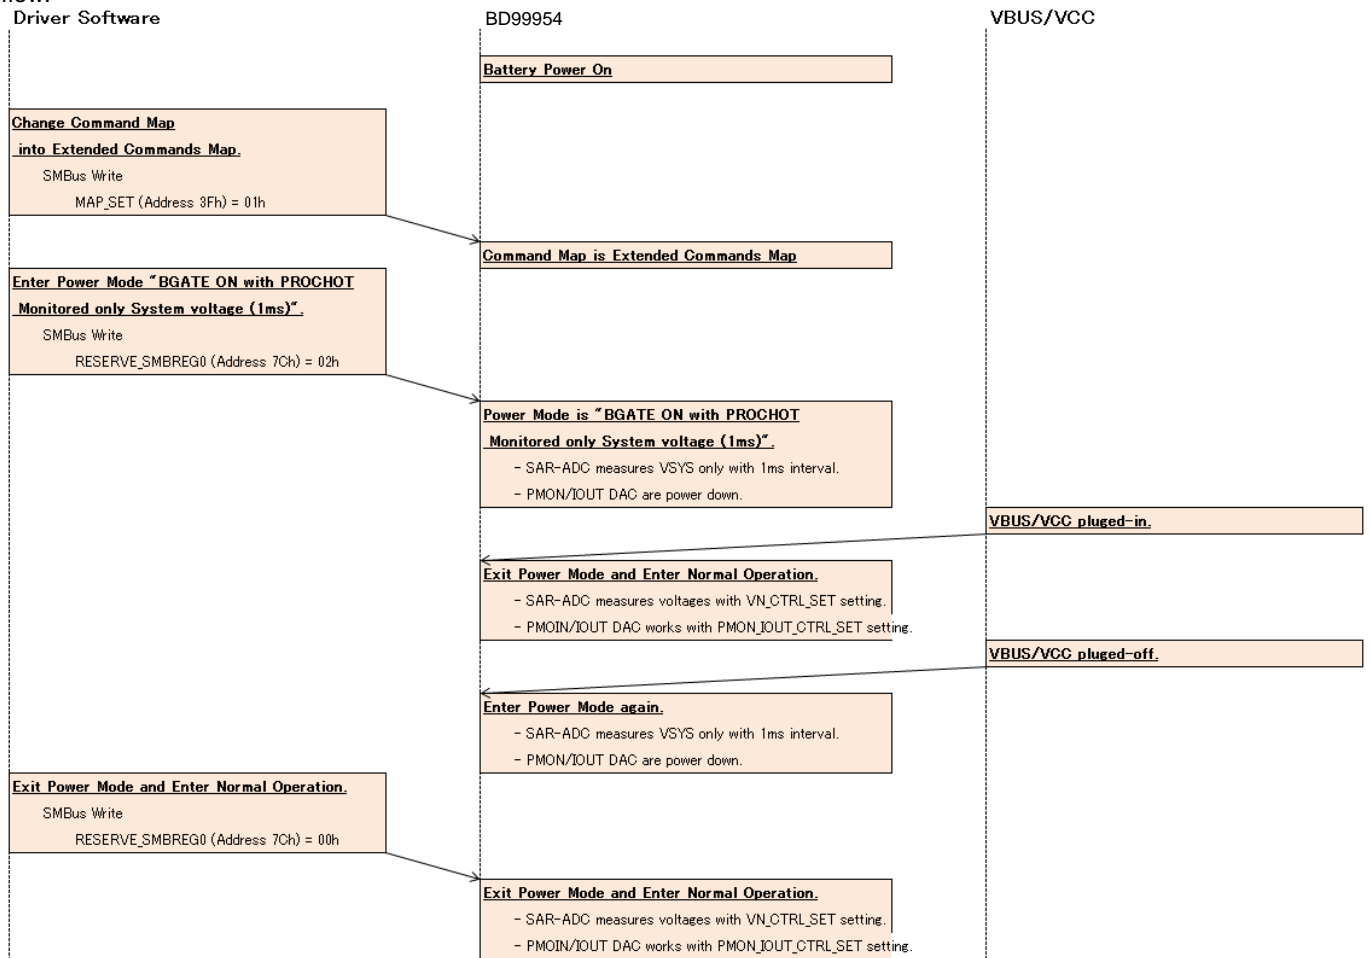 Driver Software
BD99954
VBUS/VCC
Battery Power On
Change Command Map
into Extended Commands Map.
SMBus Write
MAP_SET (Address 3Fh) = 01h
Command Map is Extended Commands Map
Enter Power Mode "BGATE ON with PROCHOT
Monitored only System voltage (1ms)".
SMBus Write
RESERVE_SMBREG0 (Address 7Ch) = 02h
Power Mode is "BGATE ON with PROCHOT
Monitored only System voltage (1ms)".
- SAR-ADC measures VSYS only with 1ms interval.
- PMON/IOUT DAC are power down.
VBUS/VCC pluged-in.
Exit Power Mode and Enter Normal Operation.
- SAR-ADC measures voltages with VN_CTRL_SET setting.
- PMOIN/IOUT DAC works with PMON_IOUT_CTRL_SET setting.
VBUS/VCC pluged-off.
Enter Power Mode again.
- SAR-ADC measures VSYS only with 1ms interval.
- PMON/IOUT DAC are power down.
Exit Power Mode and Enter Normal Operation.
SMBus Write
RESERVE_SMBREG0 (Address 7Ch) = 00h
Exit Power Mode and Enter Normal Operation.
- SAR-ADC measures voltages with VN_CTRL_SET setting.
- PMOIN/IOUT DAC works with PMON_IOUT_CTRL_SET setting.